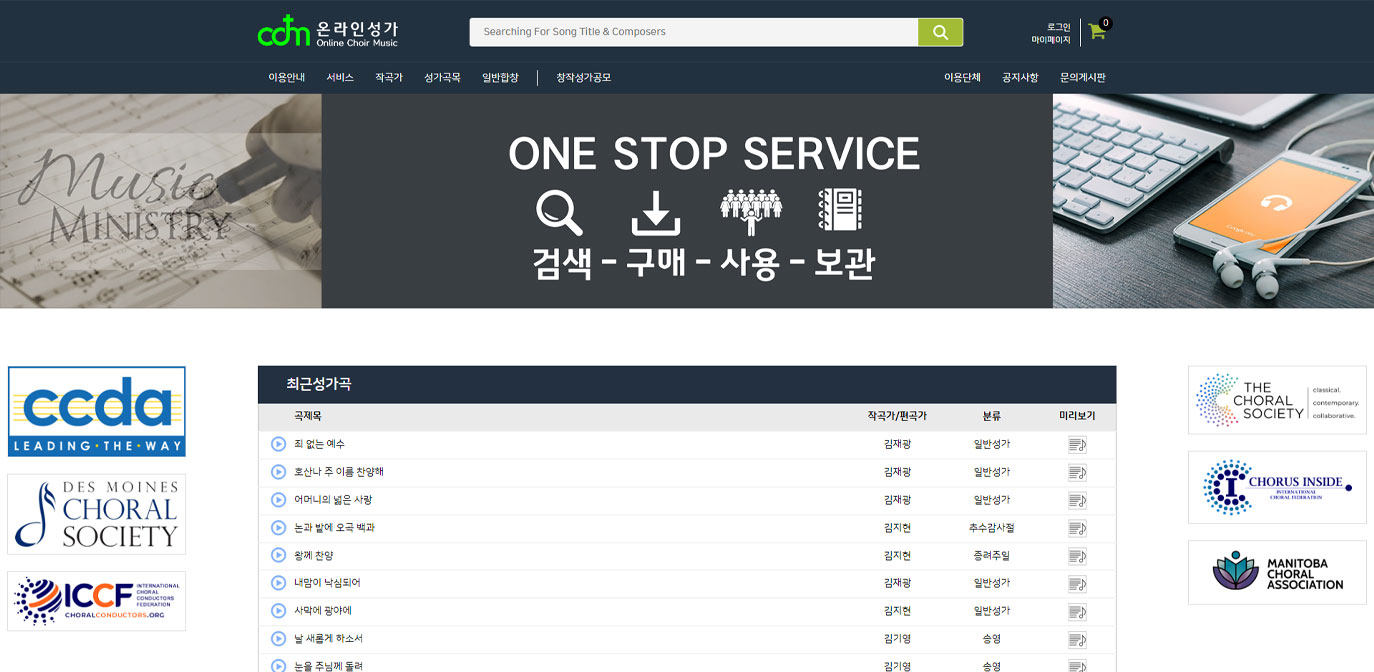 cdm 온라인성가
Online Choir Music
Searching For Song Title & Composers
로그인
마이페이지
0
이용안내 서비스 작곡가 성가곡목 일반합창 창작성가공모 이용단체 공지사항 문의게시판
Music
MINISTRY
ONE STOP SERVICE
검색 - 구매 - 사용 - 보관
ccda
LEADING·THE·WAY
DES MOINES
CHORAL
SOCIETY
ICCF
INTERNATIONAL
CHORAL
CONDUCTORS
FEDERATION
CHORALCONDUCTORS.ORG
최근성가곡
곡제목 작곡가/편곡가 분류 미리보기
죄 없는 예수 김재광 일반성가
호산나 주 이름 찬양해 김재광 일반성가
어머니의 넓은 사랑 김재광 일반성가
논과 밭에 오곡 백과 김지현 추수감사절
왕께 찬양 김지현 종려주일
내맘이 낙심되어 김재광 일반성가
사막에 광야에 김지현 일반성가
날 새롭게 하소서 김기영 송영
눈을 주님께 돌려 김기영 송영
THE
CHORAL
SOCIETY
classical.
contemporary.
collaborative.
CHORUS INSIDE
INTERNATIONAL
CHORAL FEDERATION
MANITOBA
CHORAL
ASSOCIATION